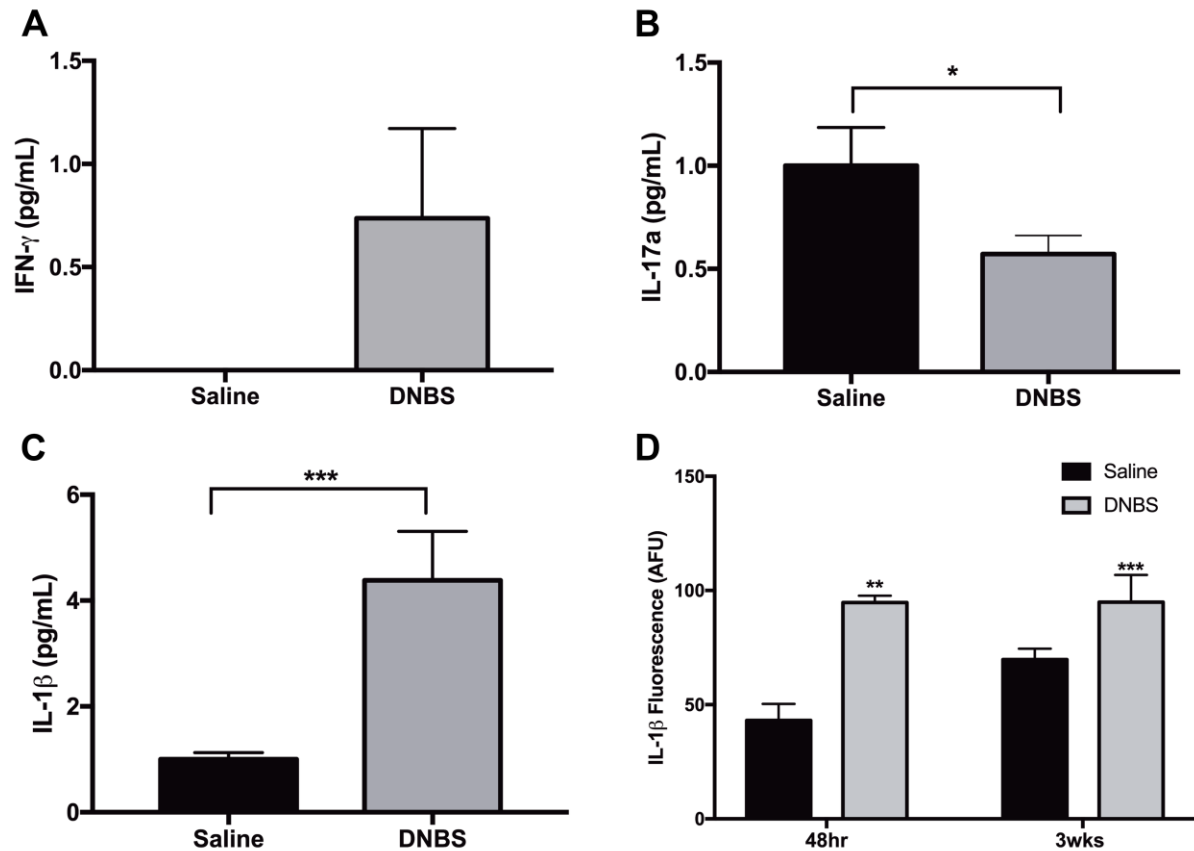 A
IFN-γ (pg/mL)
1.5
1.0
0.5
0.0
Saline DNBS
B
IL-17a (pg/mL)
1.5
1.0
0.5
0.0
*
Saline DNBS
C
IL-1β (pg/mL)
6
4
2
0
***
Saline DNBS
D
IL-1β Fluorescence (AFU)
150
100
50
0
Saline
DNBS
**
***
48hr 3wks